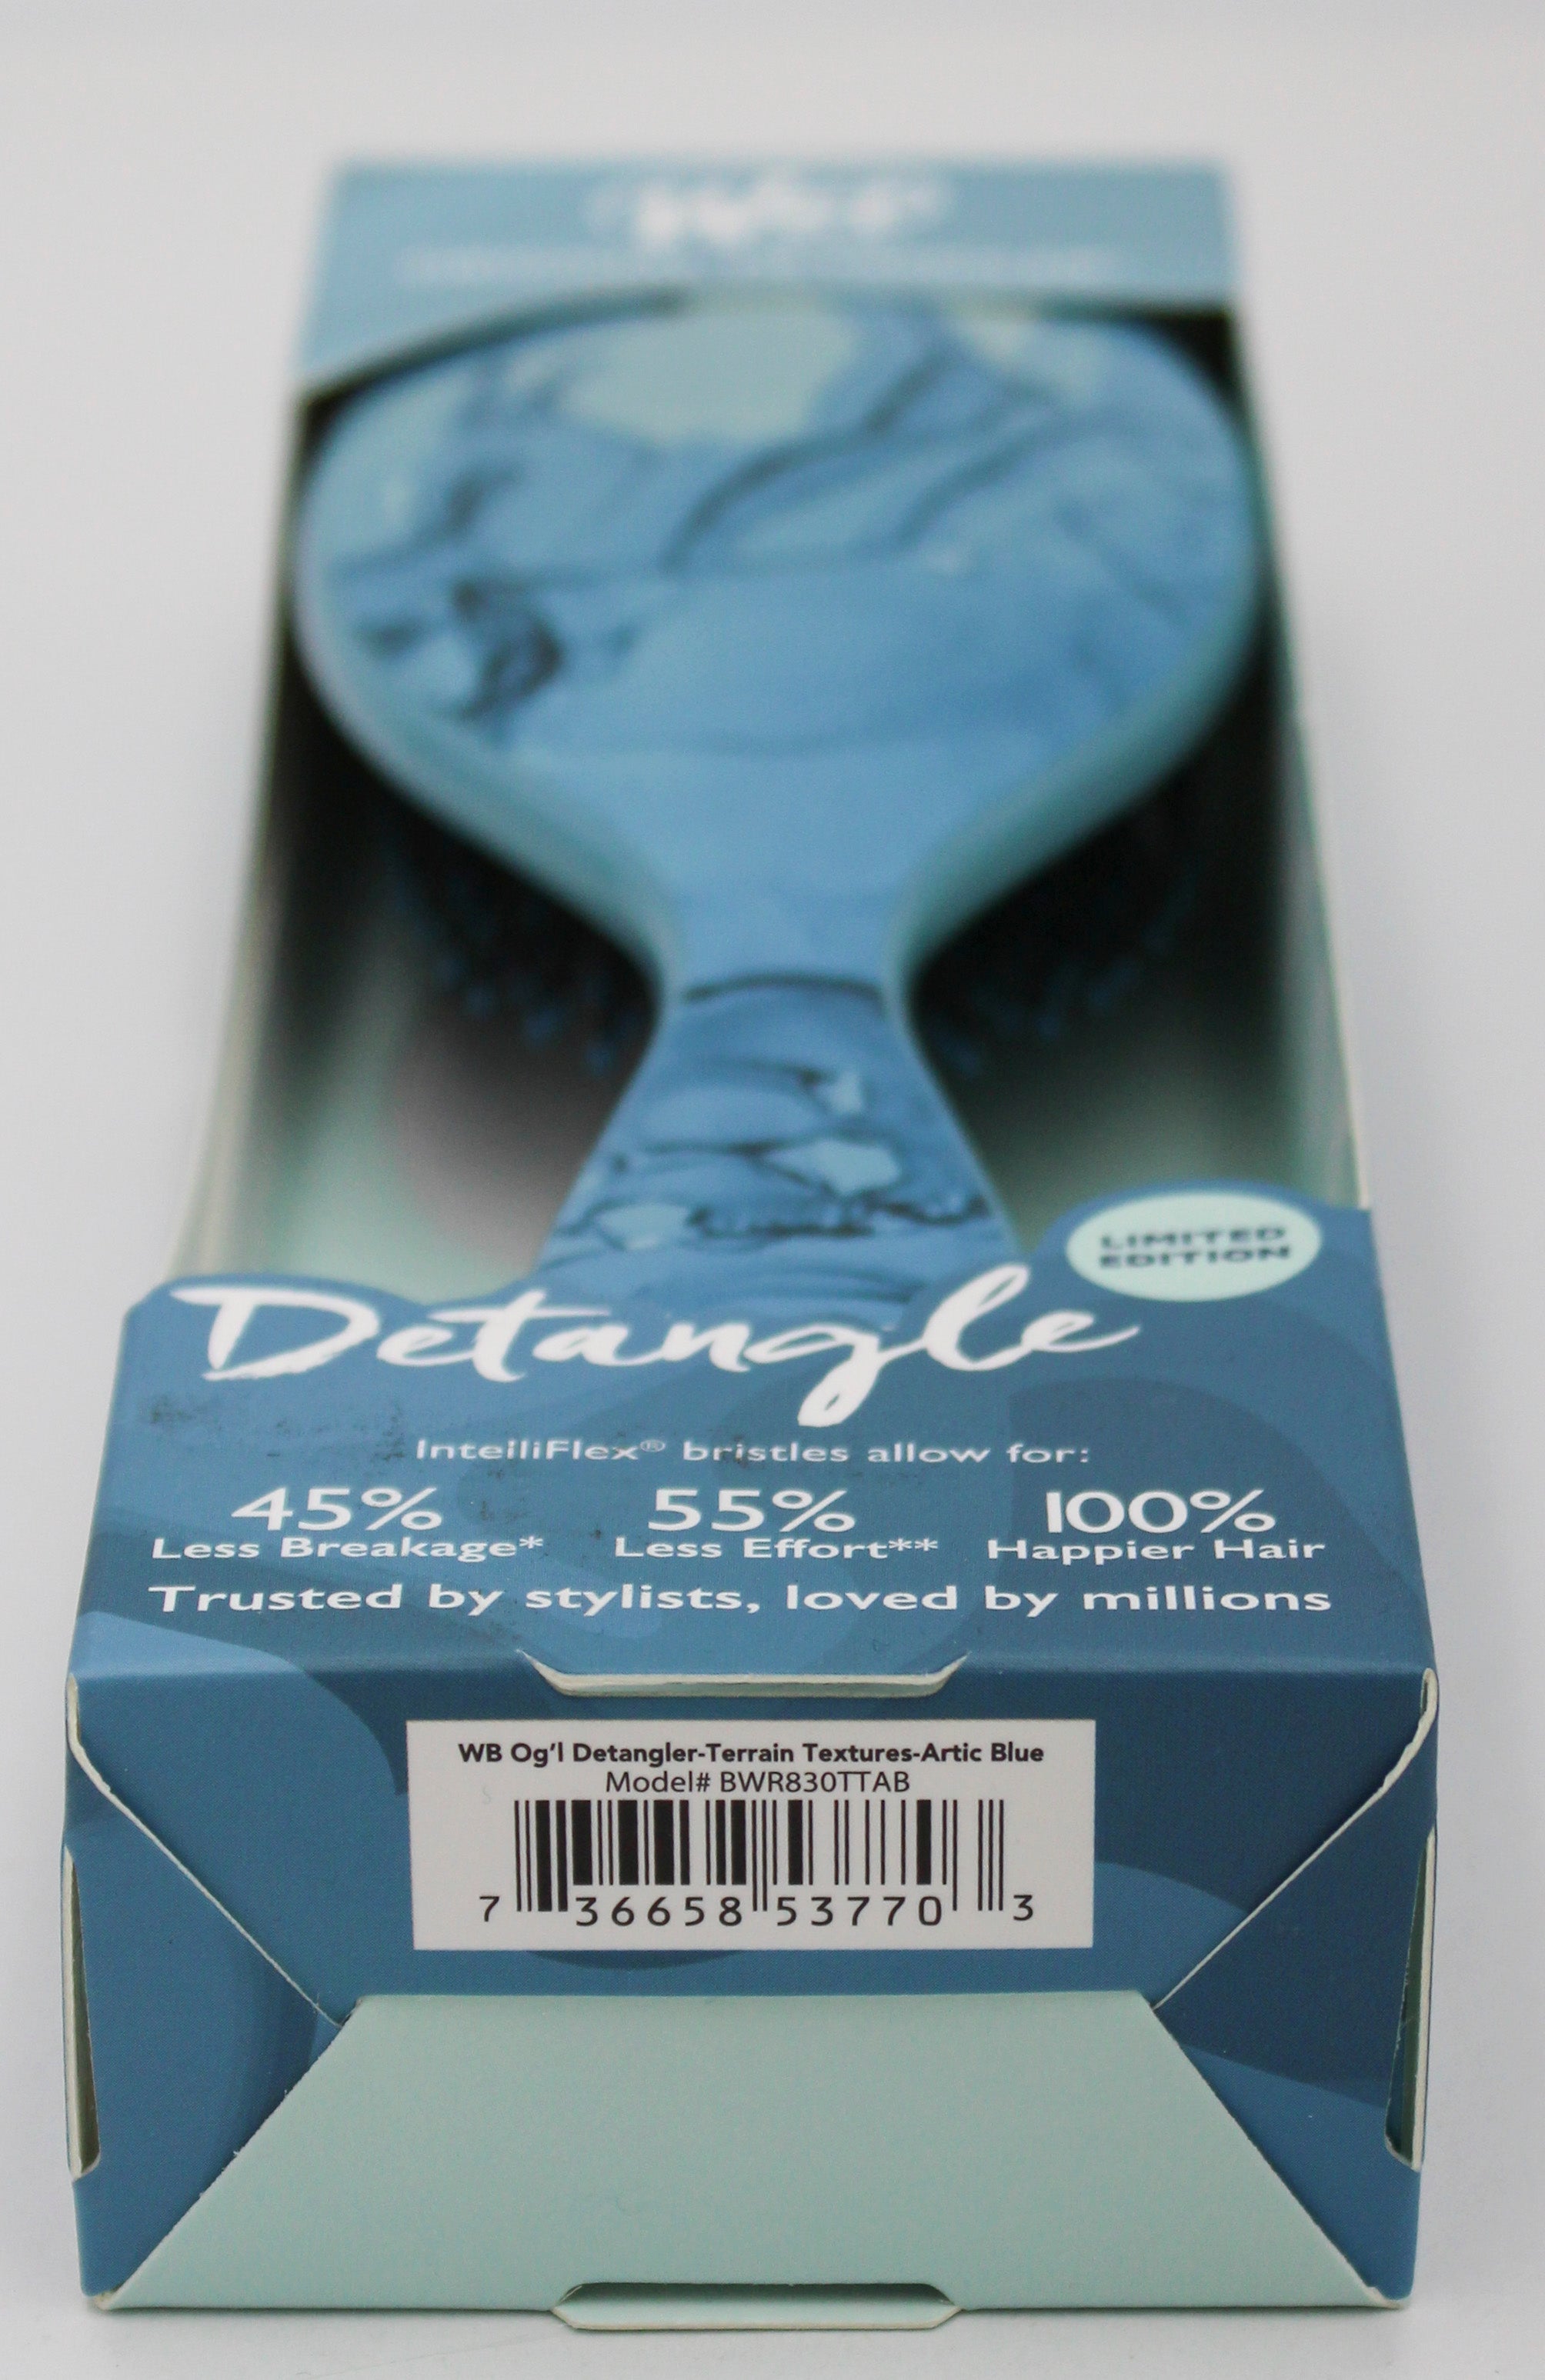 LIMITED
EDITION
Detangle
InteiliFlex® bristles allow for:
45% 55% 100%
Less Breakage* Less Effort** Happier Hair
Trusted by stylists, loved by millions
WB Og'l Detangler-Terrain Textures-Artic Blue
Model# BWR830TTAB
7 36658 53770 3